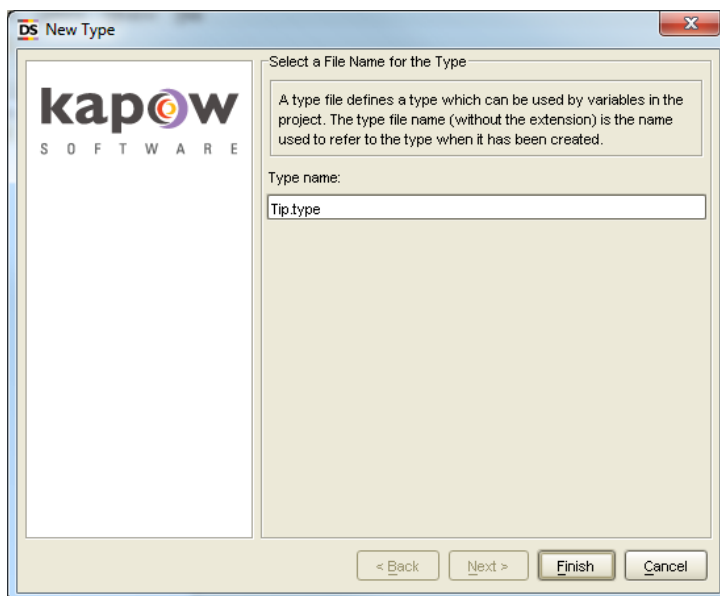 DS New Type
kapow
SOFTWARE
Select a File Name for the Type
A type file defines a type which can be used by variables in the
project. The type file name (without the extension) is the name
used to refer to the type when it has been created.
Type name:
Tip.type
< Back Next > Finish Cancel